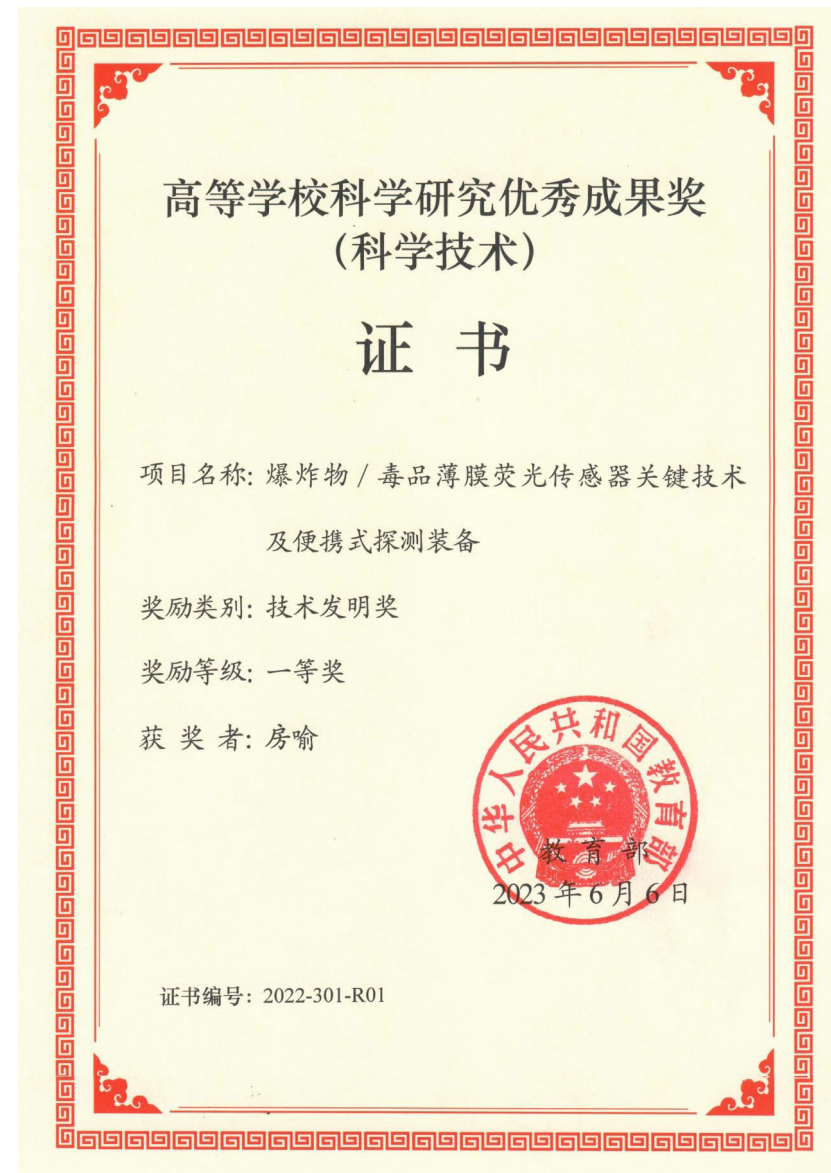 高等学校科学研究优秀成果奖
(科学技术)
证 书
项目名称: 爆炸物/毒品薄膜荧光传感器关键技术
及便携式探测装备
奖励类别: 技术发明奖
奖励等级: 一等奖
获 奖 者: 房喻
中华人民共和国教育部
教 育 部
2023 年 6 月 6 日
证书编号: 2022-301-R01